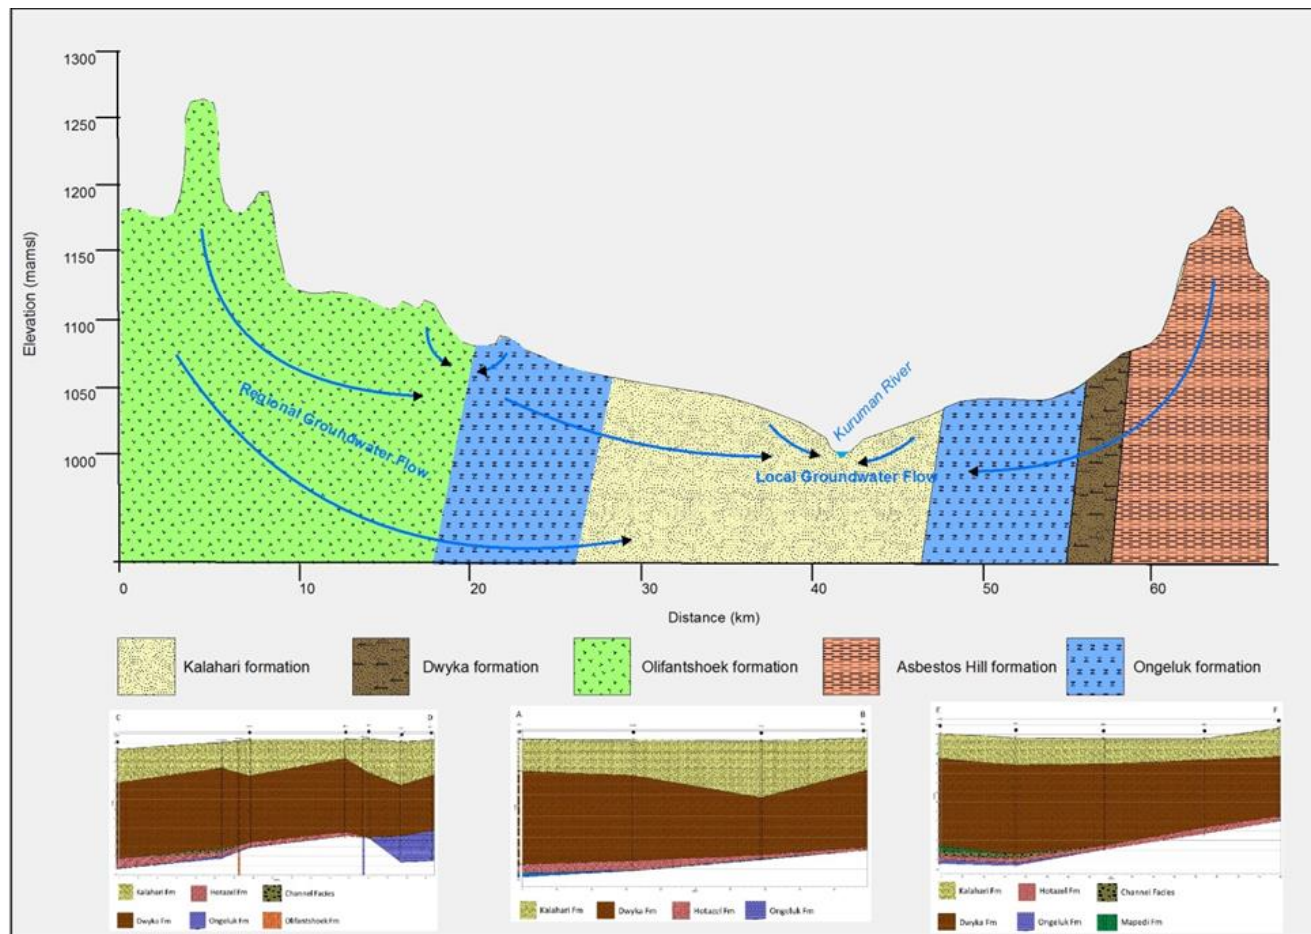 1300
1250
1200
1150
1100
1050
1000
Elevation (mamsl)
Regional Groundwater Flow
Kuruman River
Local Groundwater Flow
0
10
20
30
40
50
60
Distance (km)
Kalahari formation
Dwyka formation
Olifantshoek formation
Asbestos Hill formation
Ongeluk formation
C
D
Kalahari Fm
Hotazel Fm
Channel Facies
Dwyka Fm
Ongeluk Fm
Olifantshoek Fm
A
B
Kalahari Fm
Dwyka Fm
Hotazel Fm
Ongeluk Fm
E
F
Kalahari Fm
Hotazel Fm
Channel Facies
Dwyka Fm
Ongeluk Fm
Mapedi Fm